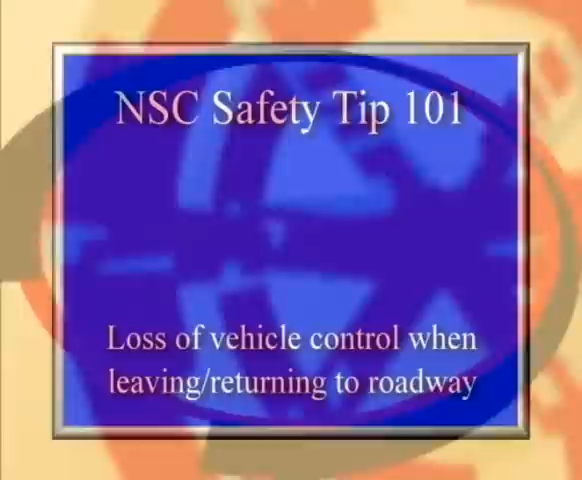 NSC Safety Tip 101
Loss of vehicle control when
leaving/returning to roadway